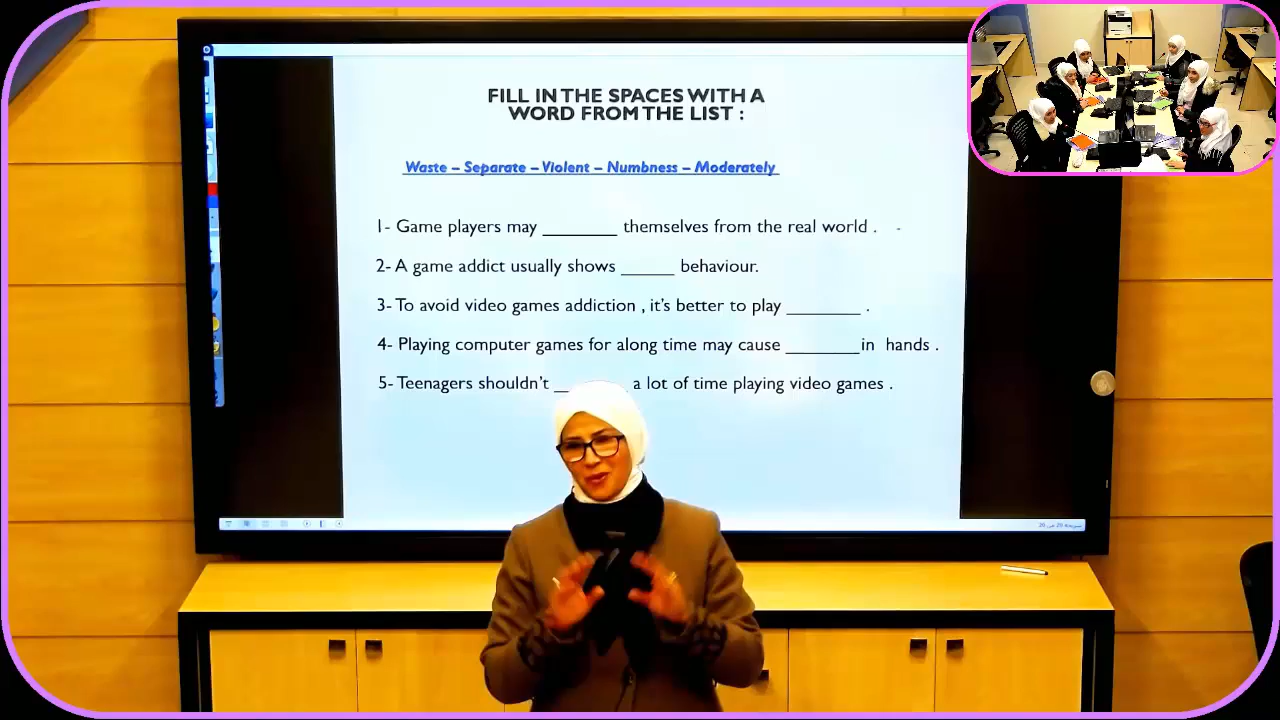 FILL IN THE SPACES WITH A
WORD FROM THE LIST :
Waste – Separate – Violent – Numbness – Moderately
1- Game players may ________ themselves from the real world .
2- A game addict usually shows ______ behaviour.
3- To avoid video games addiction , it’s better to play ________ .
4- Playing computer games for along time may cause ________in hands .
5- Teenagers shouldn’t __ a lot of time playing video games .